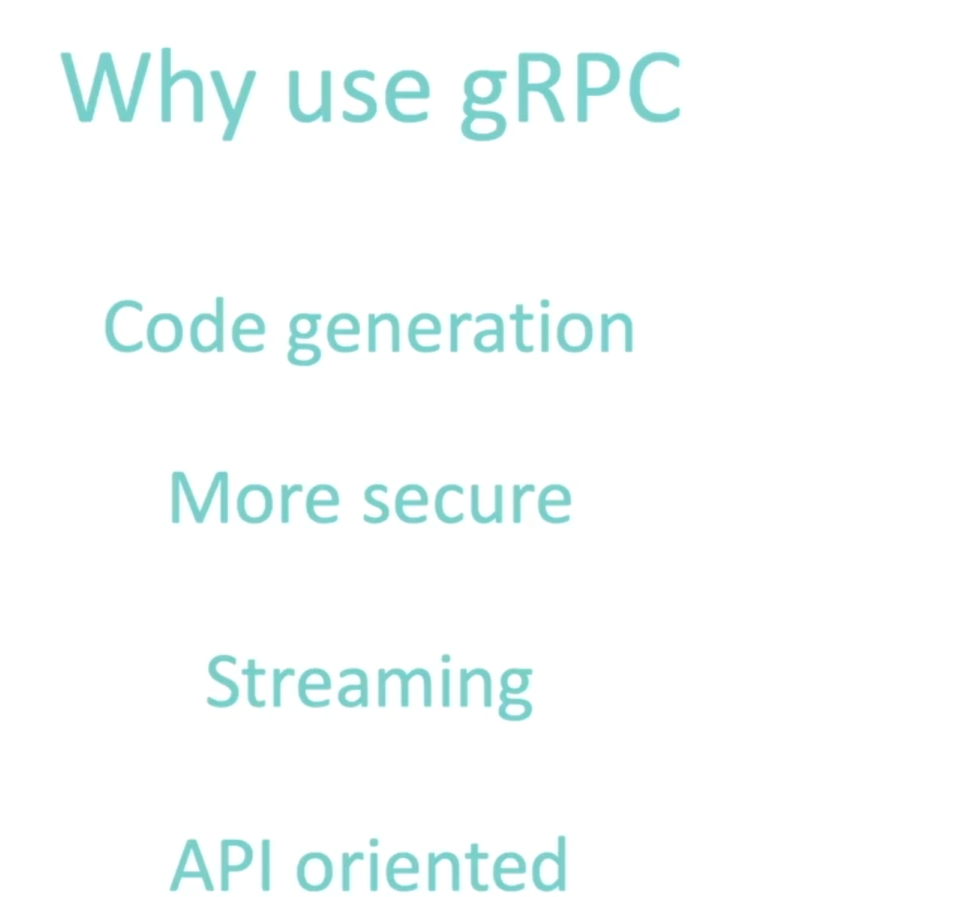 Why use gRPC
Code generation
More secure
Streaming
API oriented